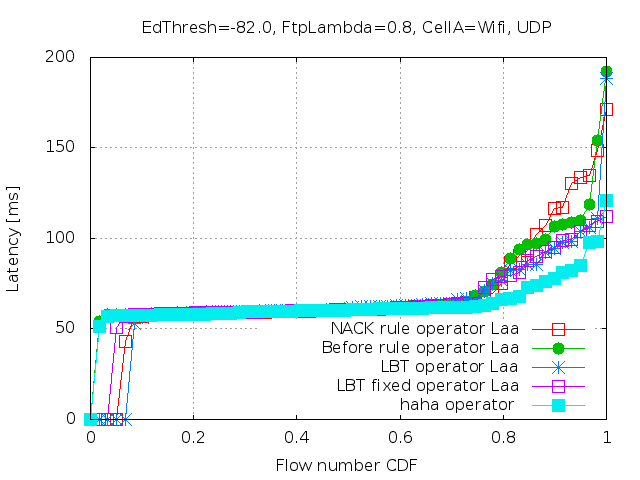 EdThresh=-82.0, FtpLambda=0.8, CellA=Wifi, UDP
200
150
100
50
0
Latency [ms]
NACK rule operator Laa
Before rule operator Laa
LBT operator Laa
LBT fixed operator Laa
haha operator
0 0.2 0.4 0.6 0.8 1
Flow number CDF